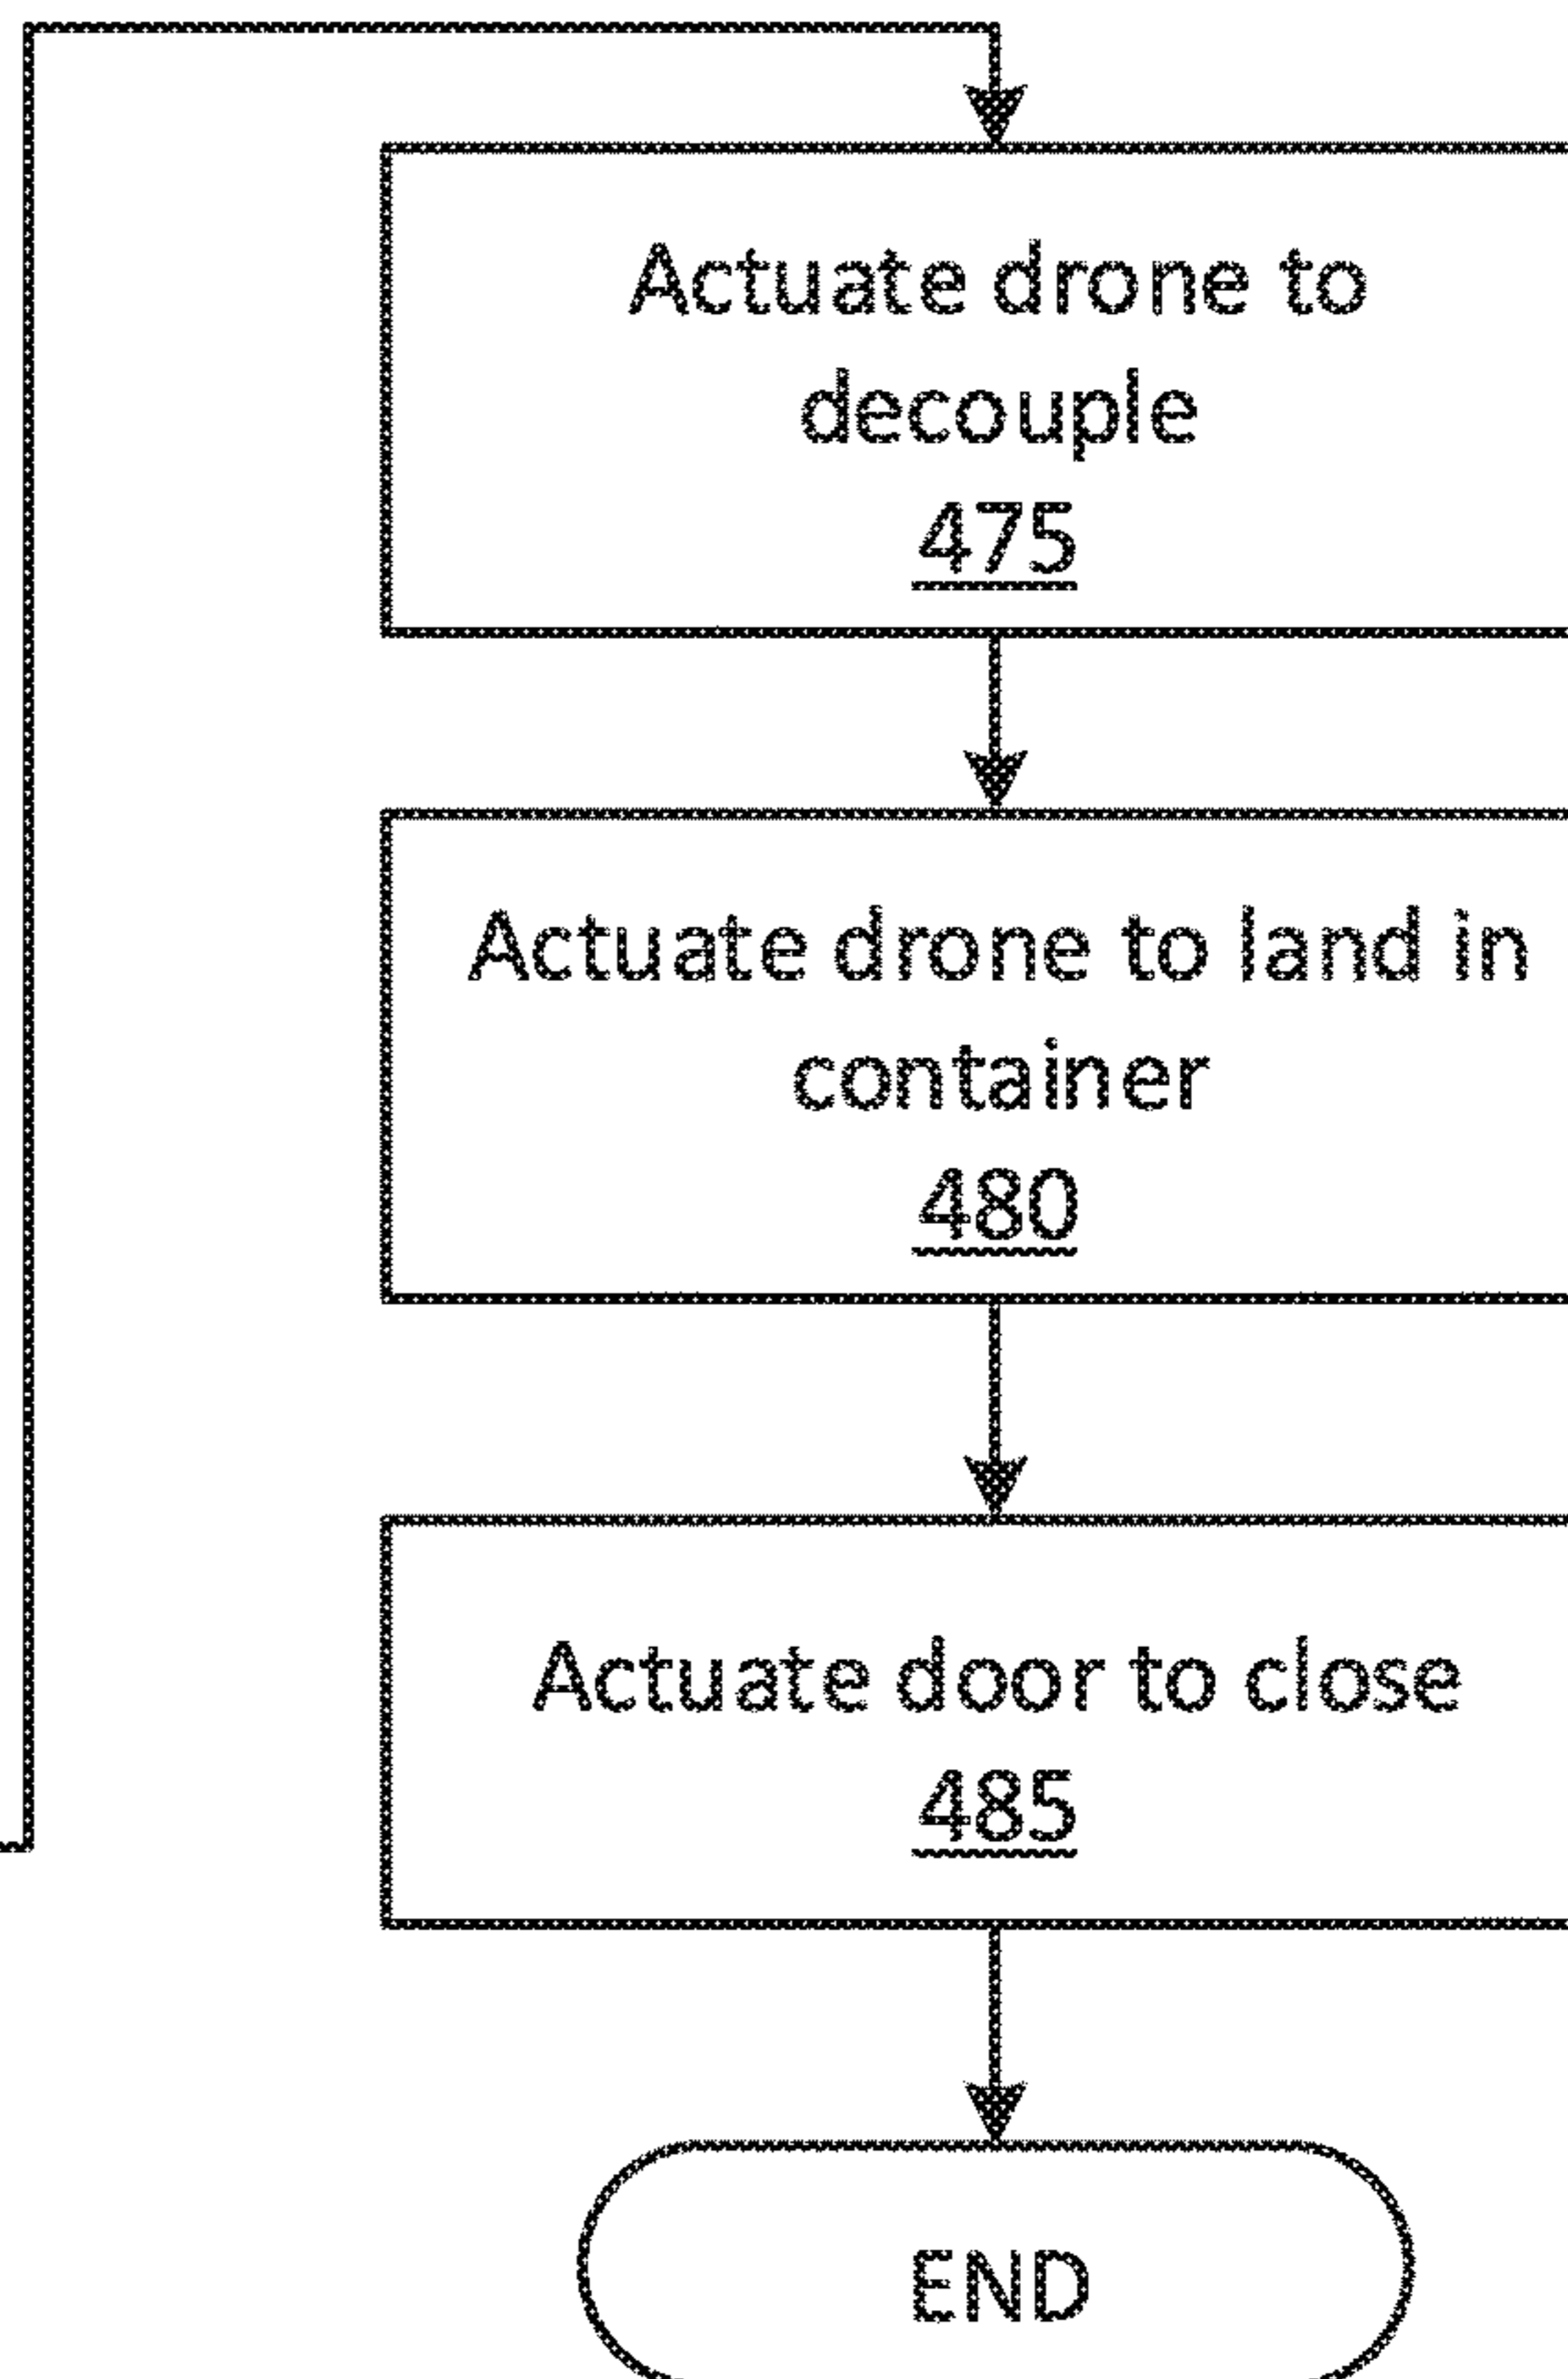 Actuate drone to
decouple
475
Actuate drone to land in
container
480
Actuate door to close
485
END